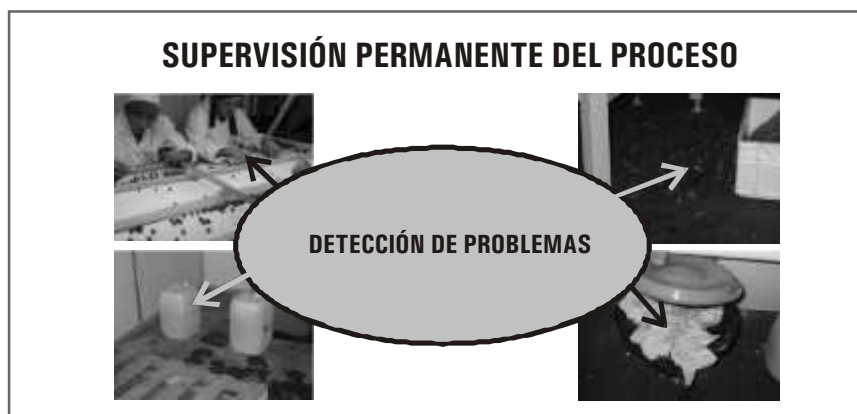 SUPERVISIÓN PERMANENTE DEL PROCESO
DETECCIÓN DE PROBLEMAS